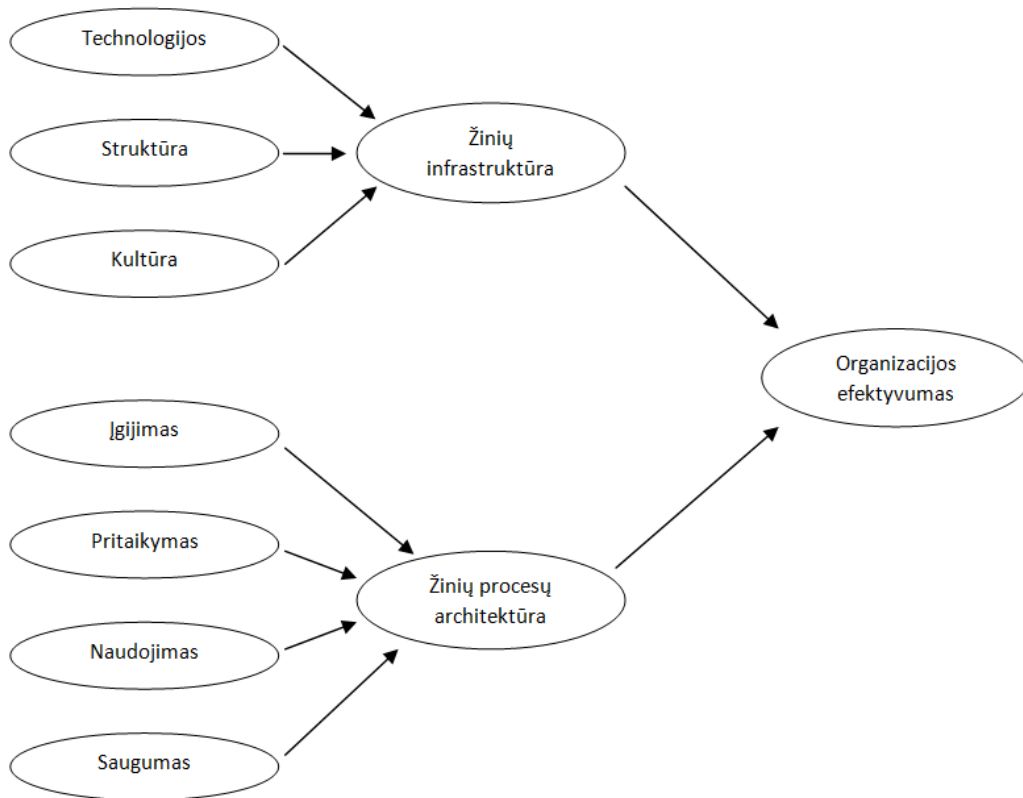 Technologijos
Struktūra
Kultūra
Žinių
infrastruktūra
Organizacijos
efektyvumas
Įgijimas
Pritaikymas
Naudojimas
Saugumas
Žinių procesų
architektūra